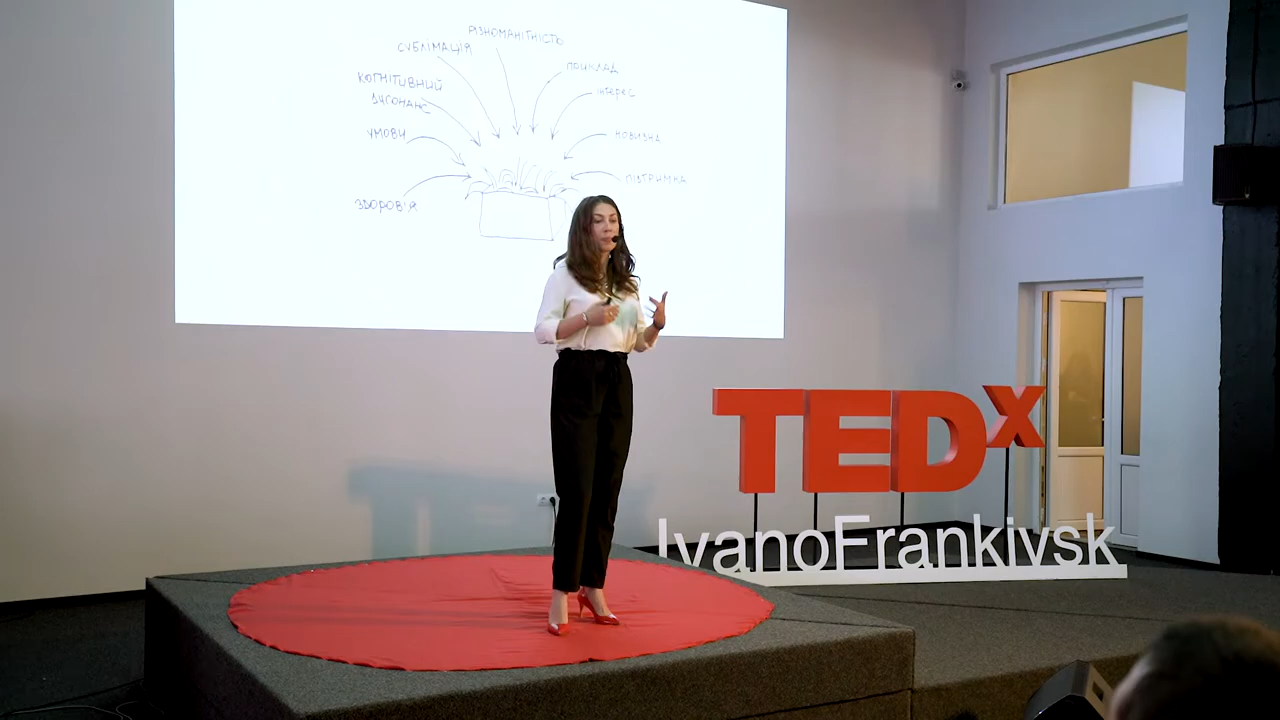 РІЗНОМАНІТНІСТЬ
СУБЛІМАЦІЯ
ПРИКЛАД
КОГНІТИВНИЙ
ДИСОНАНС
ІНТЕРЕС
УМОВИ
НОВИЗНА
ПІДТРИМКА
ЗДОРОВ'Я
TEDx
IvanoFrankivsk